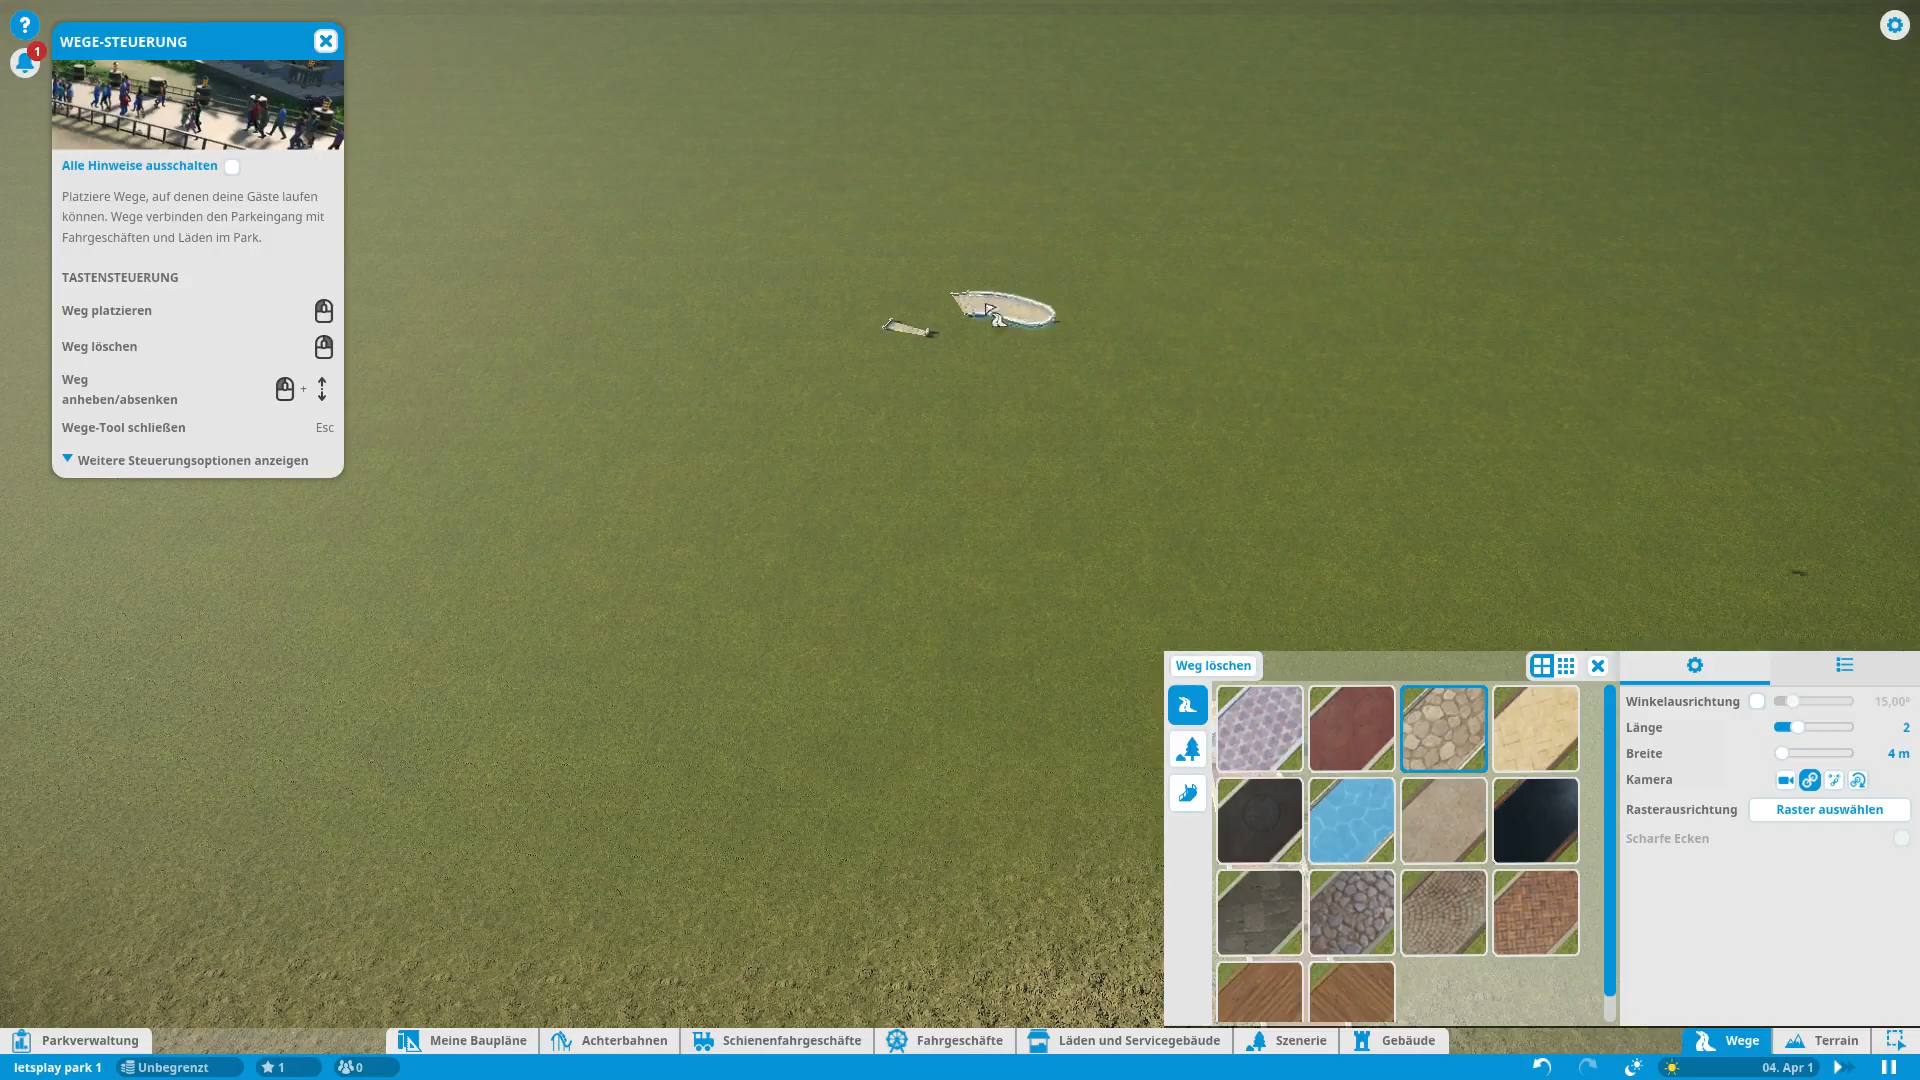 ?
1
WEGE-STEUERUNG
Alle Hinweise ausschalten
Platziere Wege, auf denen deine Gäste laufen
können. Wege verbinden den Parkeingang mit
Fahrgeschäften und Läden im Park.
TASTENSTEUERUNG
Weg platzieren
Weg löschen
Weg
anheben/absenken
+
Wege-Tool schließen
Esc
Weitere Steuerungsoptionen anzeigen
Weg löschen
Winkelausrichtung
15,00°
Länge
2
Breite
4 m
Kamera
Rasterausrichtung
Raster auswählen
Scharfe Ecken
Parkverwaltung
Meine Baupläne
Achterbahnen
Schienenfahrgeschäfte
Fahrgeschäfte
Läden und Servicegebäude
Szenerie
Gebäude
Wege
Terrain
letsplay park 1
Unbegrenzt
1
0
04. Apr 1